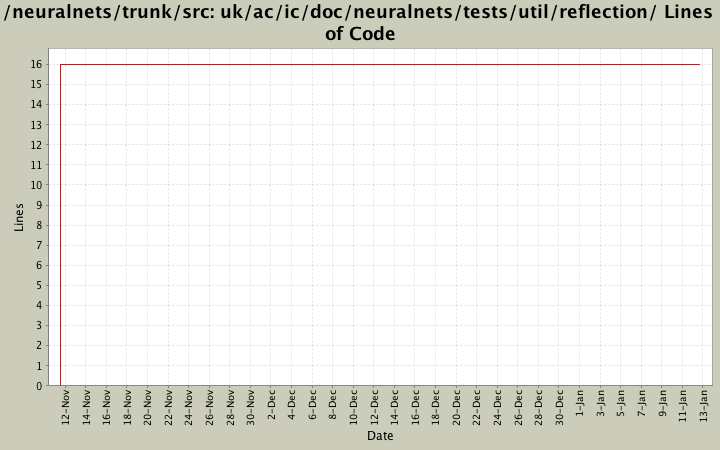 /neuralnets/trunk/src: uk/ac/ic/doc/neuralnets/tests/util/reflection/ Lines
of Code
Lines
16
15
14
13
12
11
10
9
8
7
6
5
4
3
2
1
0
12-Nov
14-Nov
16-Nov
18-Nov
20-Nov
22-Nov
24-Nov
26-Nov
28-Nov
30-Nov
2-Dec
4-Dec
6-Dec
8-Dec
10-Dec
12-Dec
14-Dec
16-Dec
18-Dec
20-Dec
22-Dec
24-Dec
26-Dec
28-Dec
30-Dec
1-Jan
3-Jan
5-Jan
7-Jan
9-Jan
11-Jan
13-Jan
Date